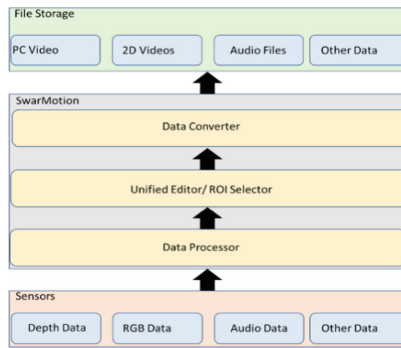 File Storage
PC Video
2D Videos
Audio Files
Other Data
SwarMotion
Data Converter
Unified Editor/ ROI Selector
Data Processor
Sensors
Depth Data
RGB Data
Audio Data
Other Data